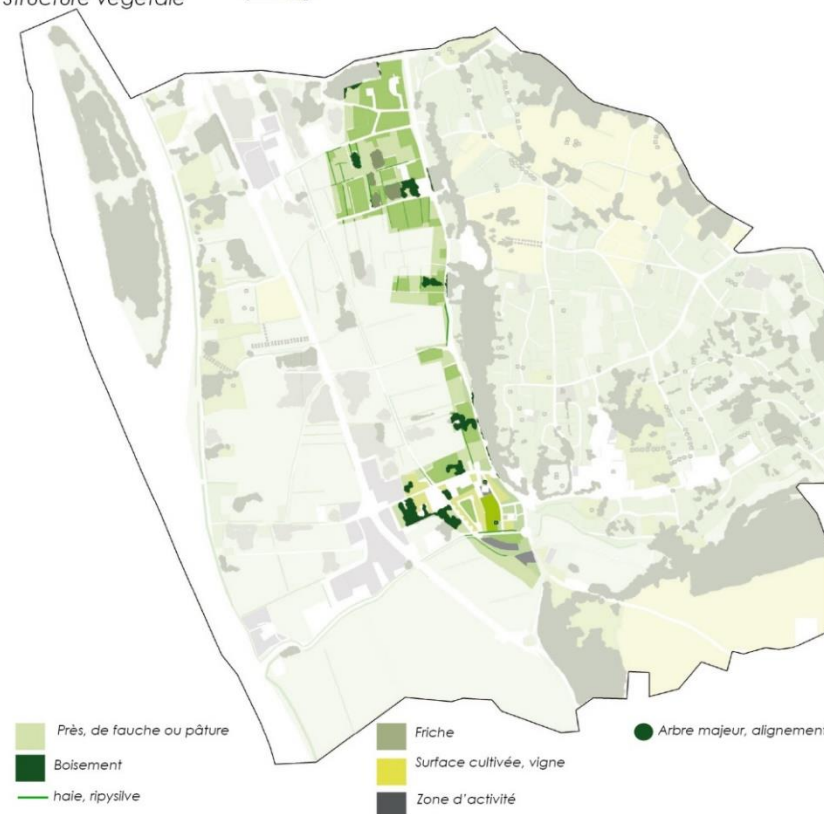 Structure végétale
Près, de fauche ou pâture
Boisement
haie, ripysilve
Friche
Surface cultivée, vigne
Zone d'activité
Arbre majeur, alignement